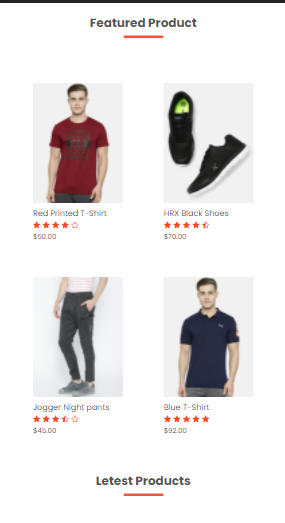 Featured Product
Red Printed T-Shirt
$50.00
HRX Black Shoes
$70.00
Jogger Night pants
$45.00
Blue T-Shirt
$92.00
Letest Products